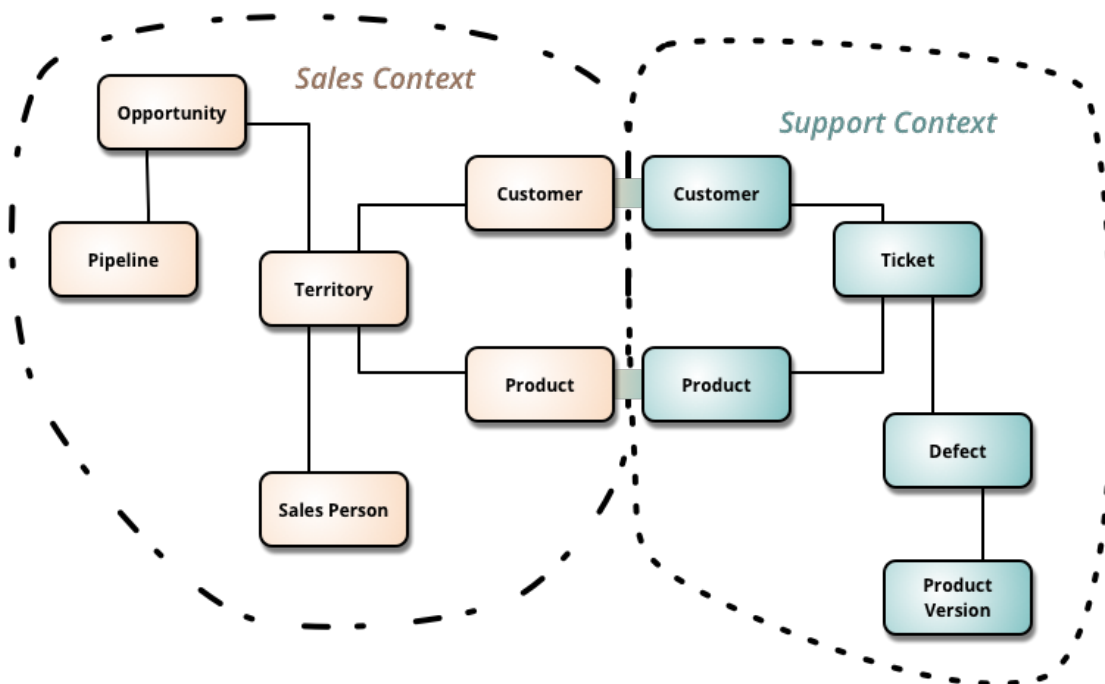 Sales Context
Opportunity
Pipeline
Territory
Customer
Product
Sales Person
Support Context
Customer
Ticket
Product
Defect
Product
Version